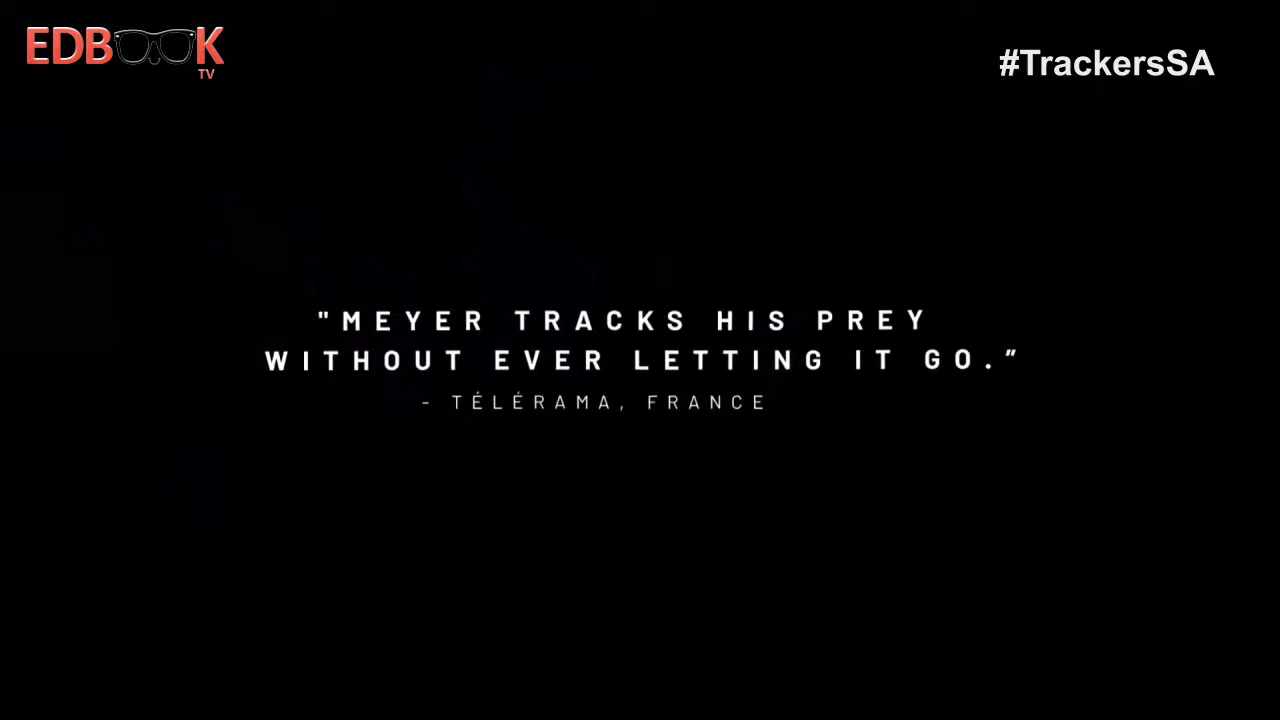 EDBOOK
TV
#TrackersSA
"MEYER TRACKS HIS PREY
WITHOUT EVER LETTING IT GO.”
- TÉLÉRAMA, FRANCE